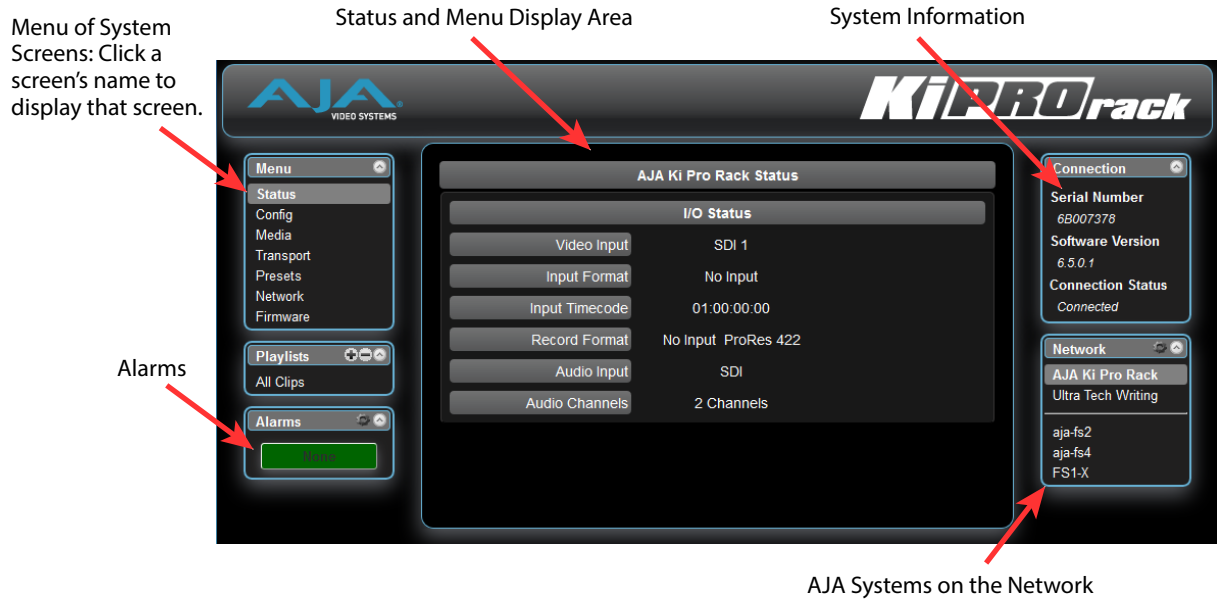 Menu of System
Screens: Click a
screen's name to
display that screen.
Status and Menu Display Area
System Information
AJA
VIDEO SYSTEMS
Ki PRO rack
Menu
Status
Config
Media
Transport
Presets
Network
Firmware
Playlists
All Clips
Alarms
Alarms
None
AJA Ki Pro Rack Status
I/O Status
Video Input SDI 1
Input Format No Input
Input Timecode 01:00:00:00
Record Format No Input ProRes 422
Audio Input SDI
Audio Channels 2 Channels
Connection
Serial Number
6B007378
Software Version
6.5.0.1
Connection Status
Connected
Network
AJA Ki Pro Rack
Ultra Tech Writing
aja-fs2
aja-fs4
FS1-X
AJA Systems on the Network